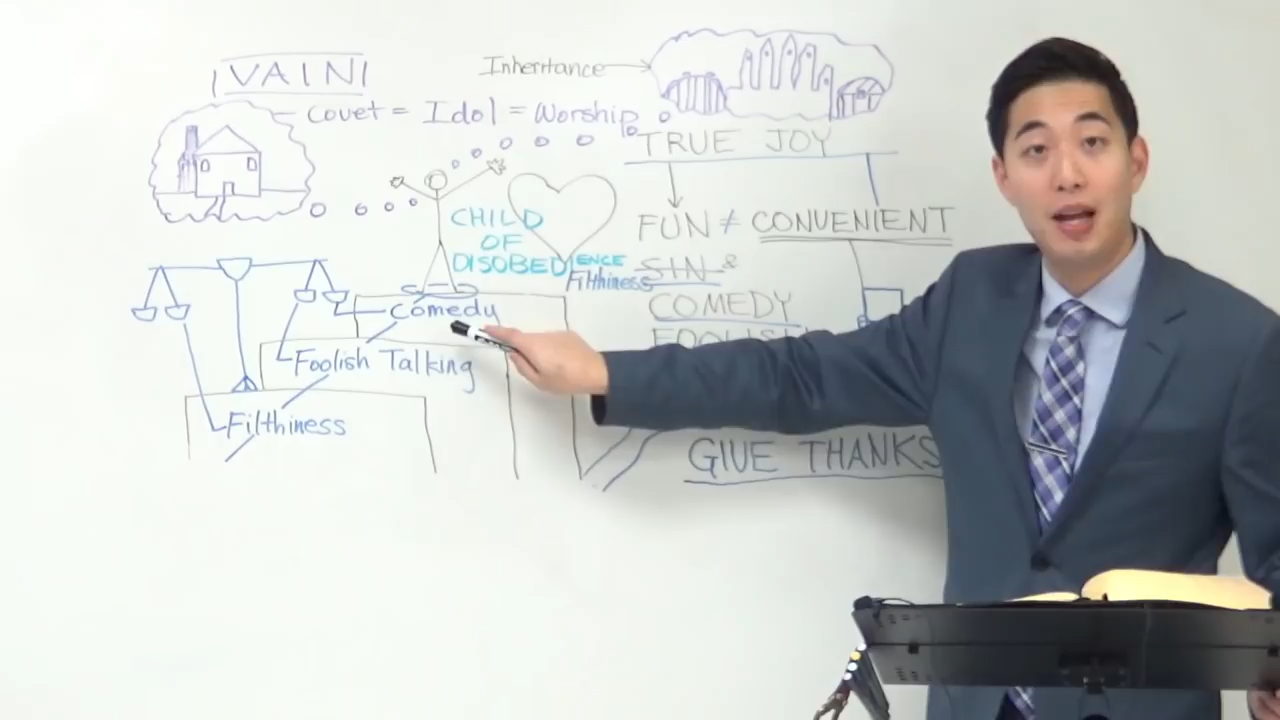 VAIN
Inheritance
Covet = Idol = Worship
TRUE JOY
CHILD
OF
DISOBEDIENCE
FUN ≠ CONVENIENT
SIN &
Filthiness
COMEDY
Comedy
Foolish Talking
Filthiness
GIVE THANKS